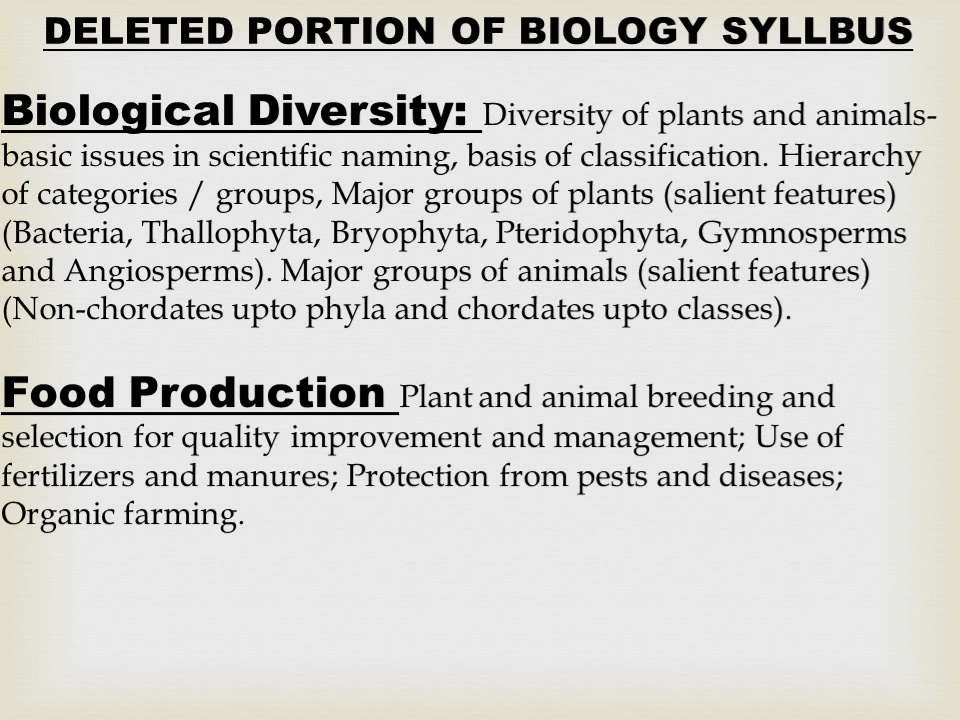 DELETED PORTION OF BIOLOGY SYLLBUS
Biological Diversity: Diversity of plants and animals-
basic issues in scientific naming, basis of classification. Hierarchy
of categories / groups, Major groups of plants (salient features)
(Bacteria, Thallophyta, Bryophyta, Pteridophyta, Gymnosperms
and Angiosperms). Major groups of animals (salient features)
(Non-chordates upto phyla and chordates upto classes).
Food Production Plant and animal breeding and
selection for quality improvement and management; Use of
fertilizers and manures; Protection from pests and diseases;
Organic farming.